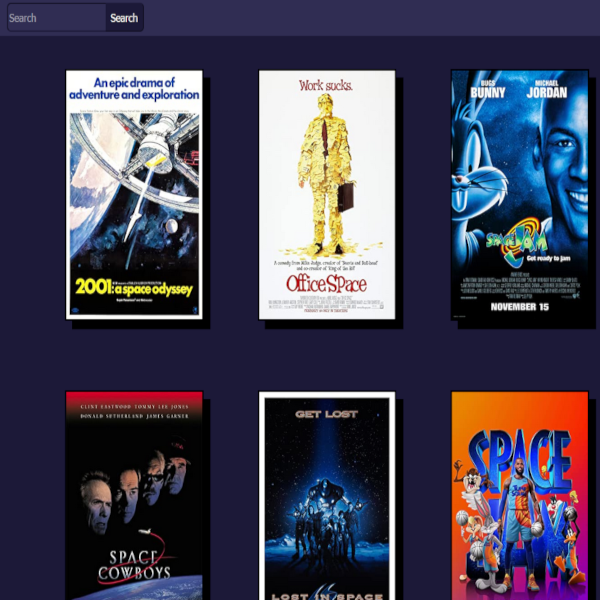 Search
Search
An epic drama of
adventure and exploration
2001: a space odyssey
Work sucks.
A comedy from Mike Judge, creator of 'Beavis and Butt-head'
and co-creator of 'King of the Hill'
Office Space
BUGS
BUNNY
MICHAEL
JORDAN
SPACE JAM
Get ready to jam
NOVEMBER 15
CLINT EASTWOOD TOMMY LEE JONES
DONALD SUTHERLAND JAMES GARNER
SPACE
COWBOYS
GET LOST
LOST IN SPACE
SPACE
JAM